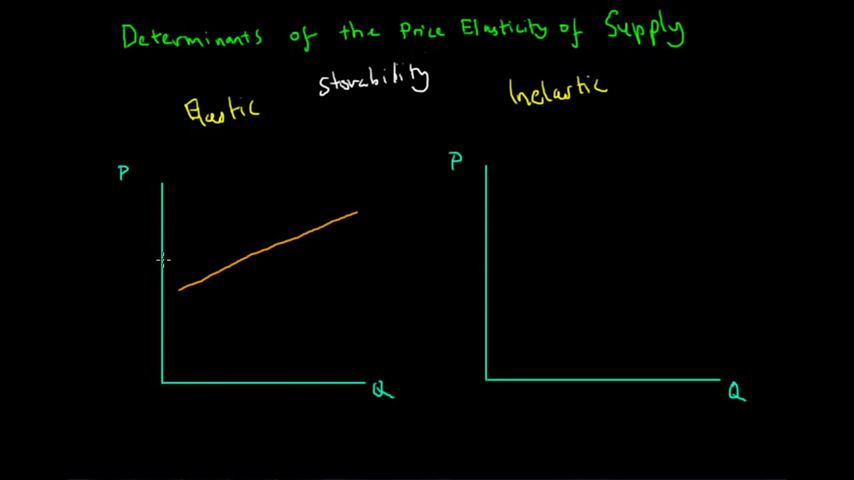 Determinants of the Price Elasticity of Supply
Storability
Elastic
Inelastic
P
P
Q
Q